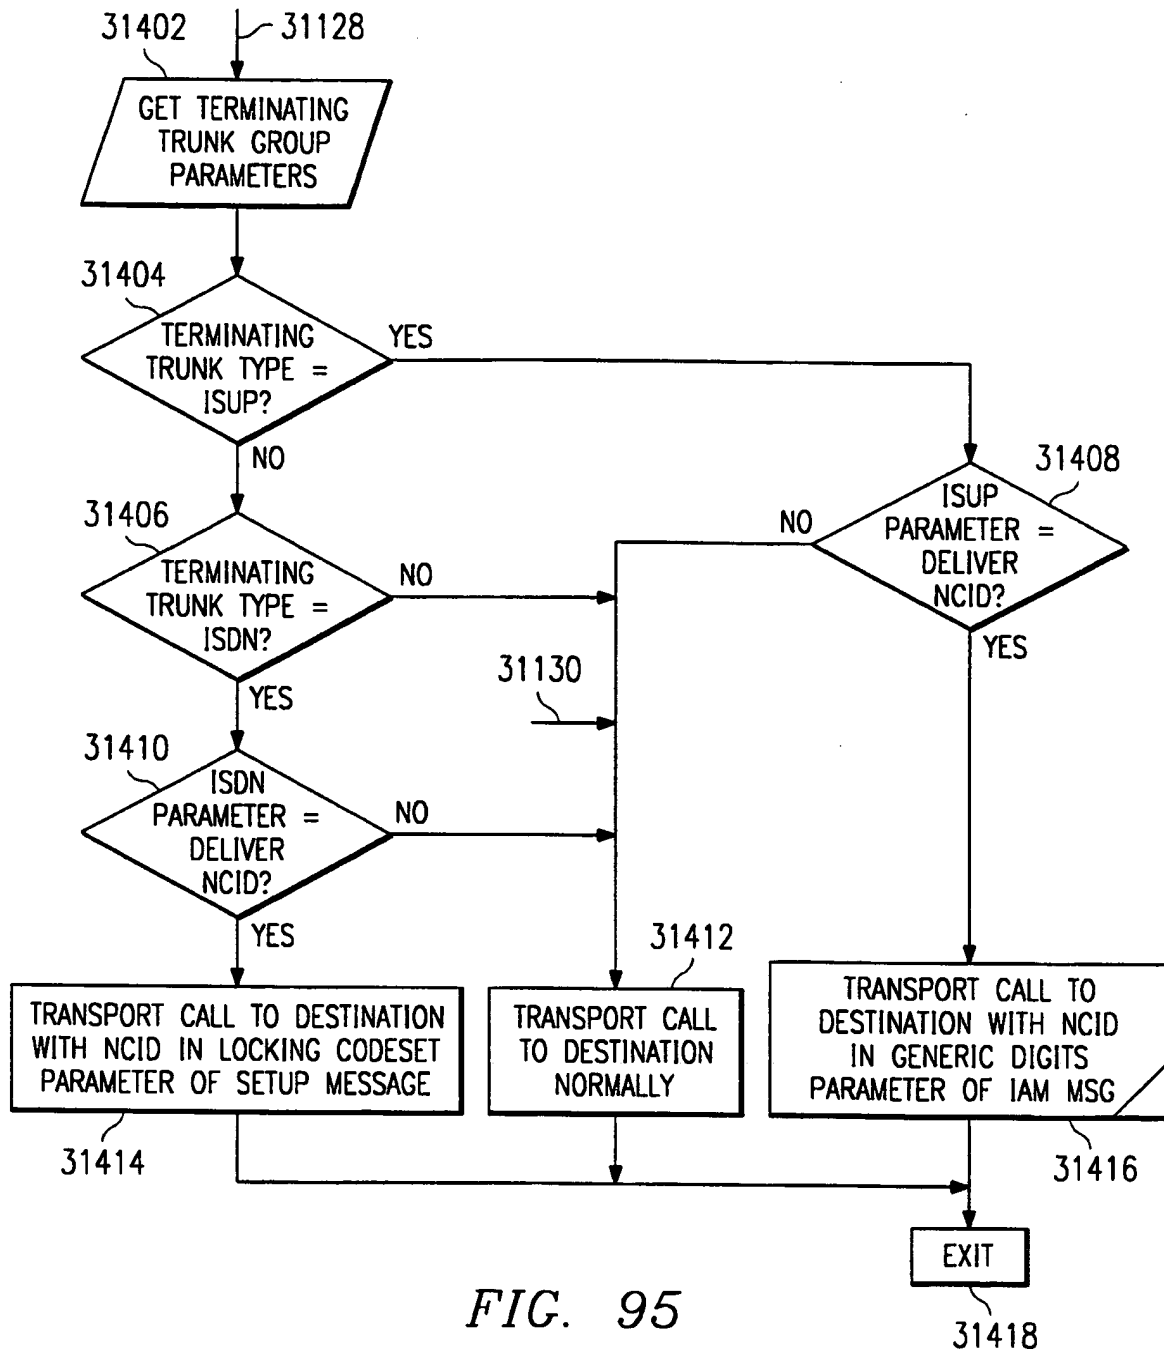 31402
31128
GET TERMINATING
TRUNK GROUP
PARAMETERS
31404
TERMINATING
TRUNK TYPE =
ISUP?
YES
NO
31406
TERMINATING
TRUNK TYPE =
ISDN?
NO
YES
31408
ISUP
PARAMETER =
DELIVER
NCID?
NO
YES
31130
31410
ISDN
PARAMETER =
DELIVER
NCID?
NO
YES
31414
TRANSPORT CALL TO DESTINATION
WITH NCID IN LOCKING CODESET
PARAMETER OF SETUP MESSAGE
31412
TRANSPORT CALL
TO DESTINATION
NORMALLY
TRANSPORT CALL TO
DESTINATION WITH NCID
IN GENERIC DIGITS
PARAMETER OF IAM MSG
31416
EXIT
31418
FIG. 95